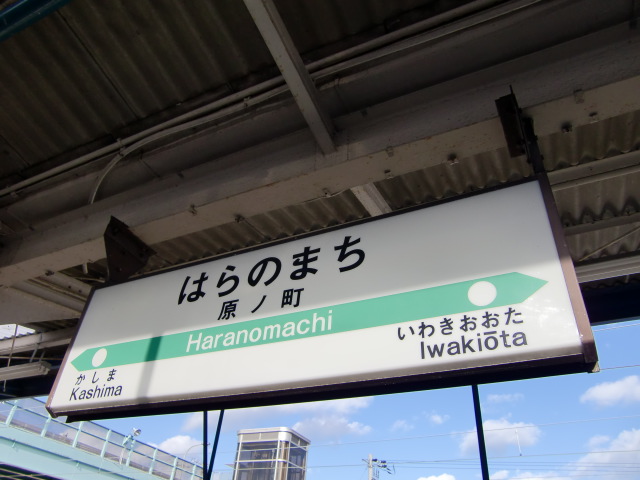 はらのまち
原ノ町
Haranomachi
かしま
Kashima
いわきおおた
Iwakiōta